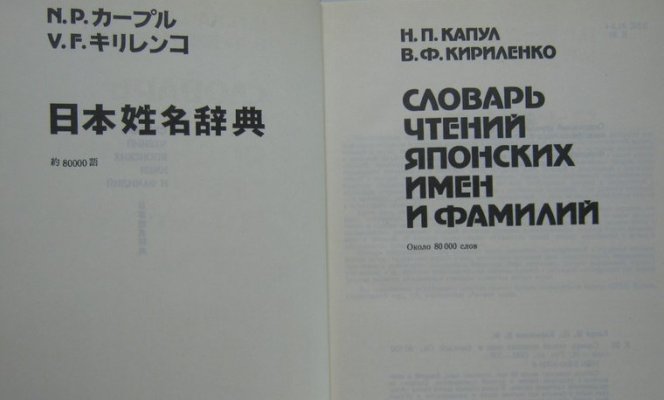 N.P.カープル
V.F.キリレンコ
日本姓名辞典
約 80000 語
Н. П. КАПУЛ
В. Ф. КИРИЛЕНКО
СЛОВАРЬ
ЧТЕНИЙ
ЯПОНСКИХ
ИМЕН
И ФАМИЛИЙ
Около 80 000 слов